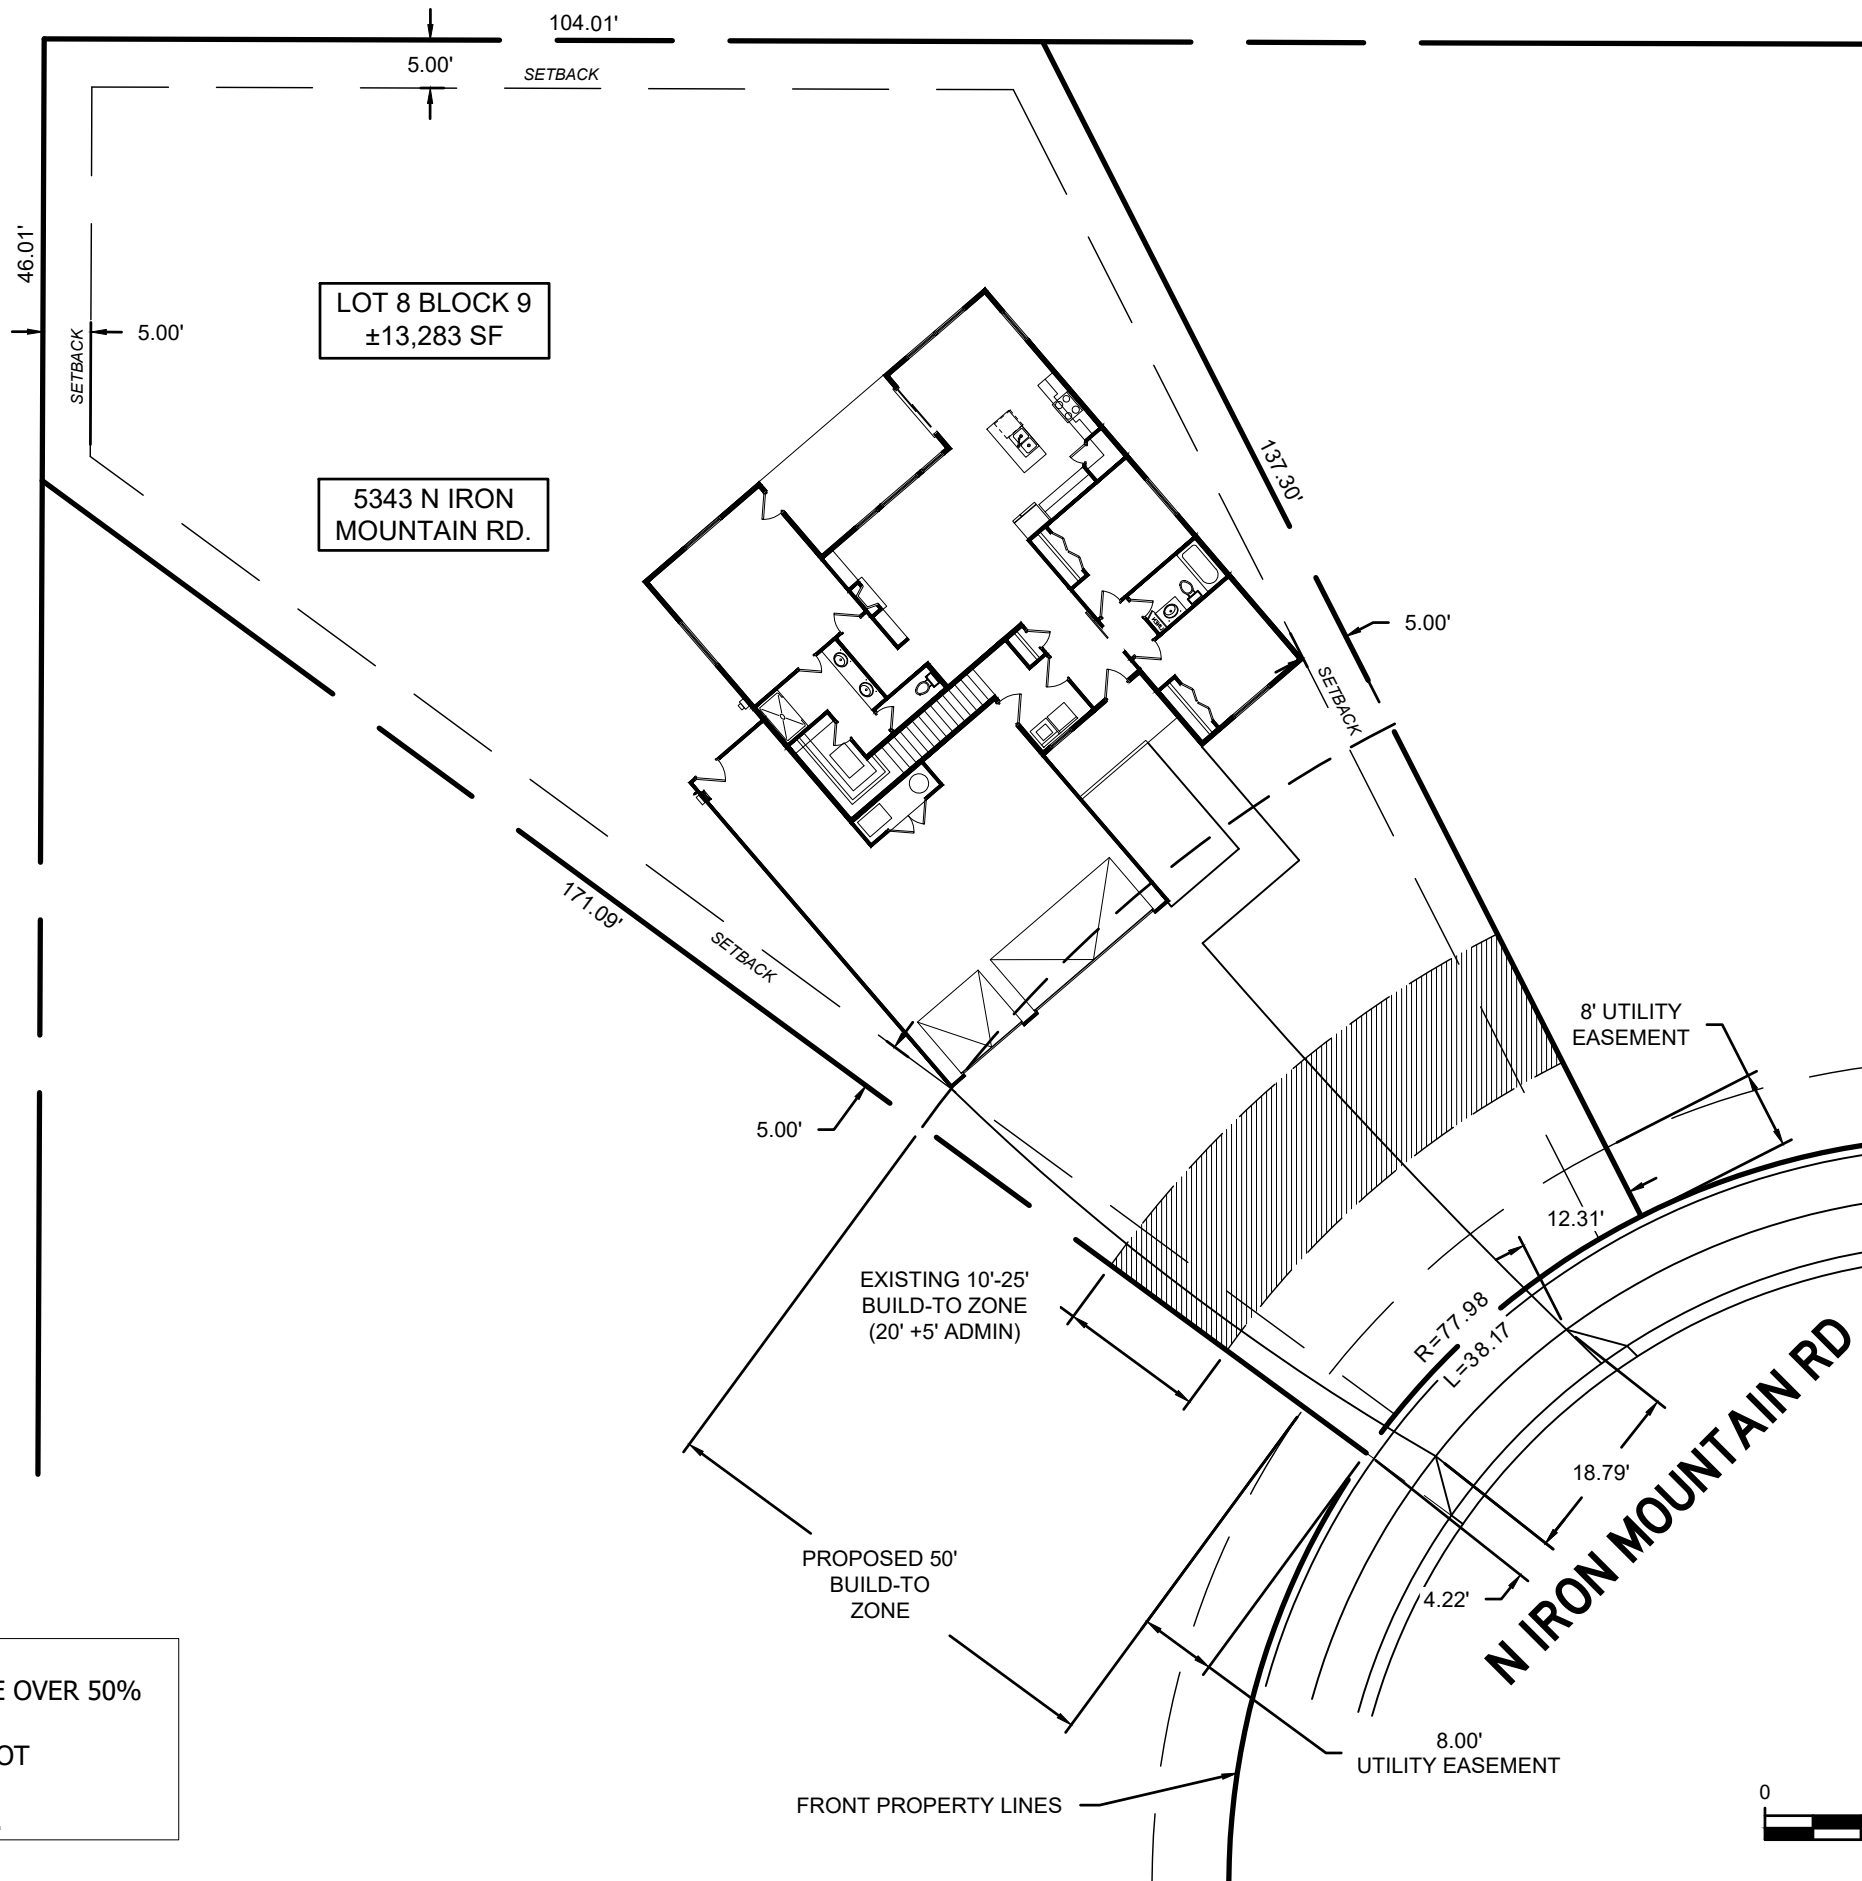 104.01'
5.00'
SETBACK
46.01'
LOT 8 BLOCK 9
±13,283 SF
5.00'
SETBACK
137.30'
5343 N IRON
MOUNTAIN RD.
5.00'
SETBACK
171.09'
SETBACK
8' UTILITY
EASEMENT
5.00'
12.31'
EXISTING 10'-25'
BUILD-TO ZONE
(20' +5' ADMIN)
R=77.98
L=38.17
N IRON MOUNTAIN RD
18.79'
PROPOSED 50'
BUILD-TO
ZONE
4.22'
OVER 50%
8.00'
UTILITY EASEMENT
FRONT PROPERTY LINES
0